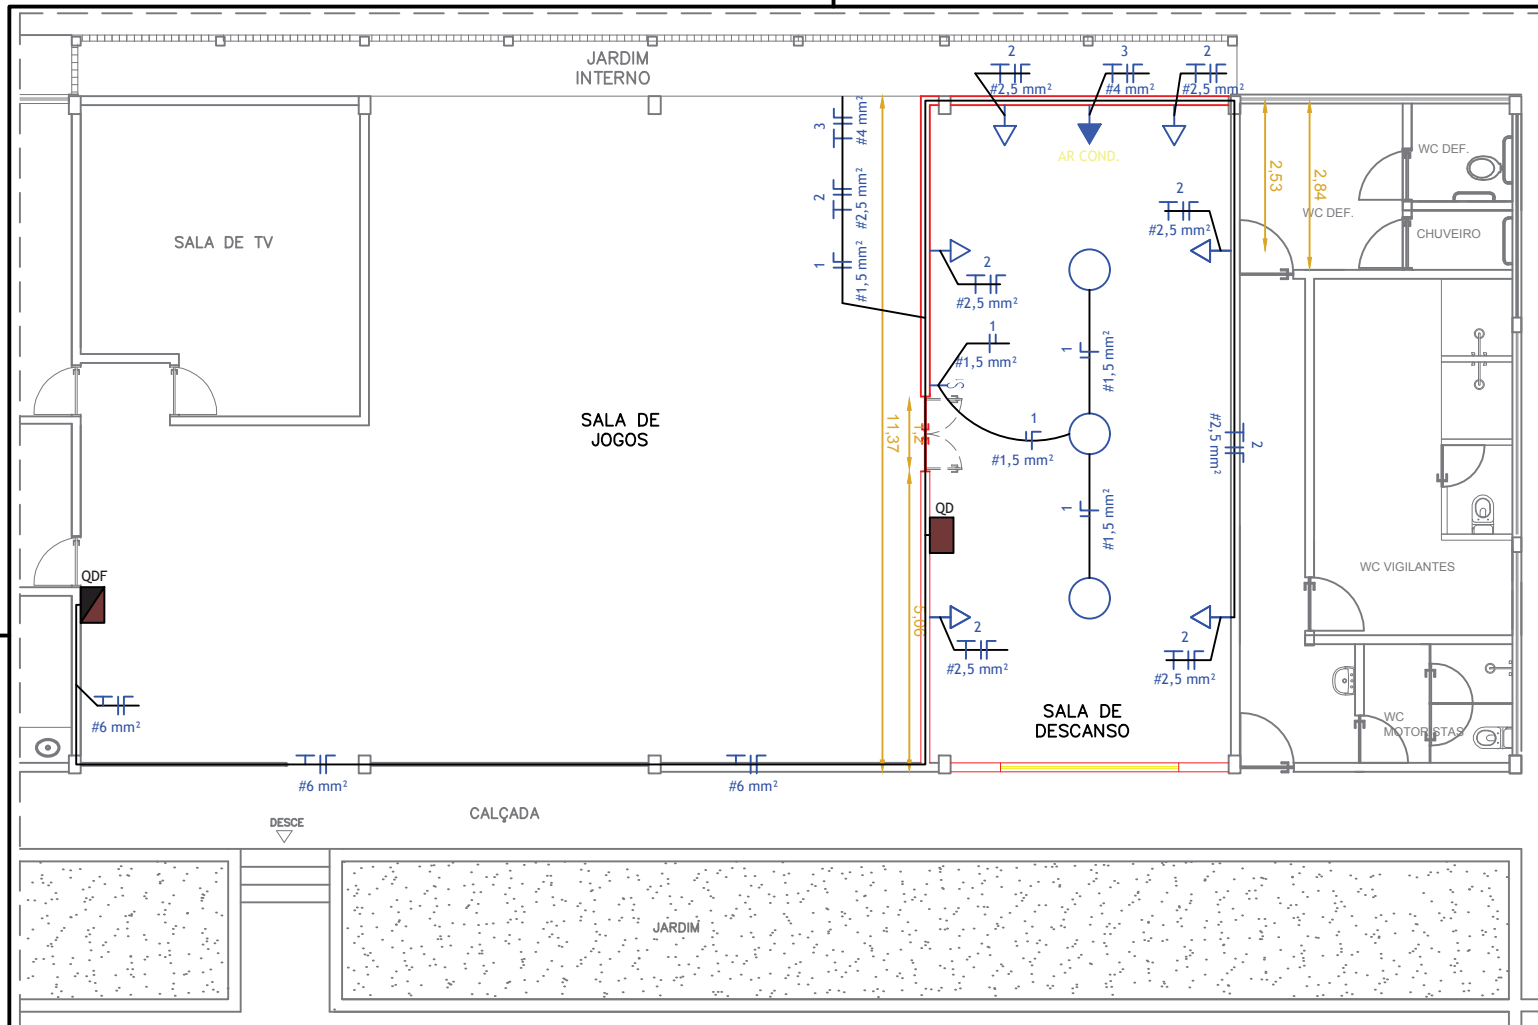 JARDIM
INTERNO
2
#2,5 mm²
3
#4 mm²
2
#2,5 mm²
AR COND.
3
#4 mm²
2
#2,5 mm²
1
#1,5 mm²
SALA DE TV
2
#2,5 mm²
2
#2,5 mm²
2,53
2,84
WC DEF.
WC DEF.
CHUVEIRO
1
#1,5 mm²
S
1
#1,5 mm²
SALA DE
JOGOS
11,37
1,2
1
#1,5 mm²
#2,5 mm²
2
QD
1
#1,5 mm²
WC VIGILANTES
QDF
5,06
2
#2,5 mm²
2
#2,5 mm²
#6 mm²
SALA DE
DESCANSO
WC
MOTORISTAS
#6 mm²
#6 mm²
CALÇADA
DESCE
JARDIM